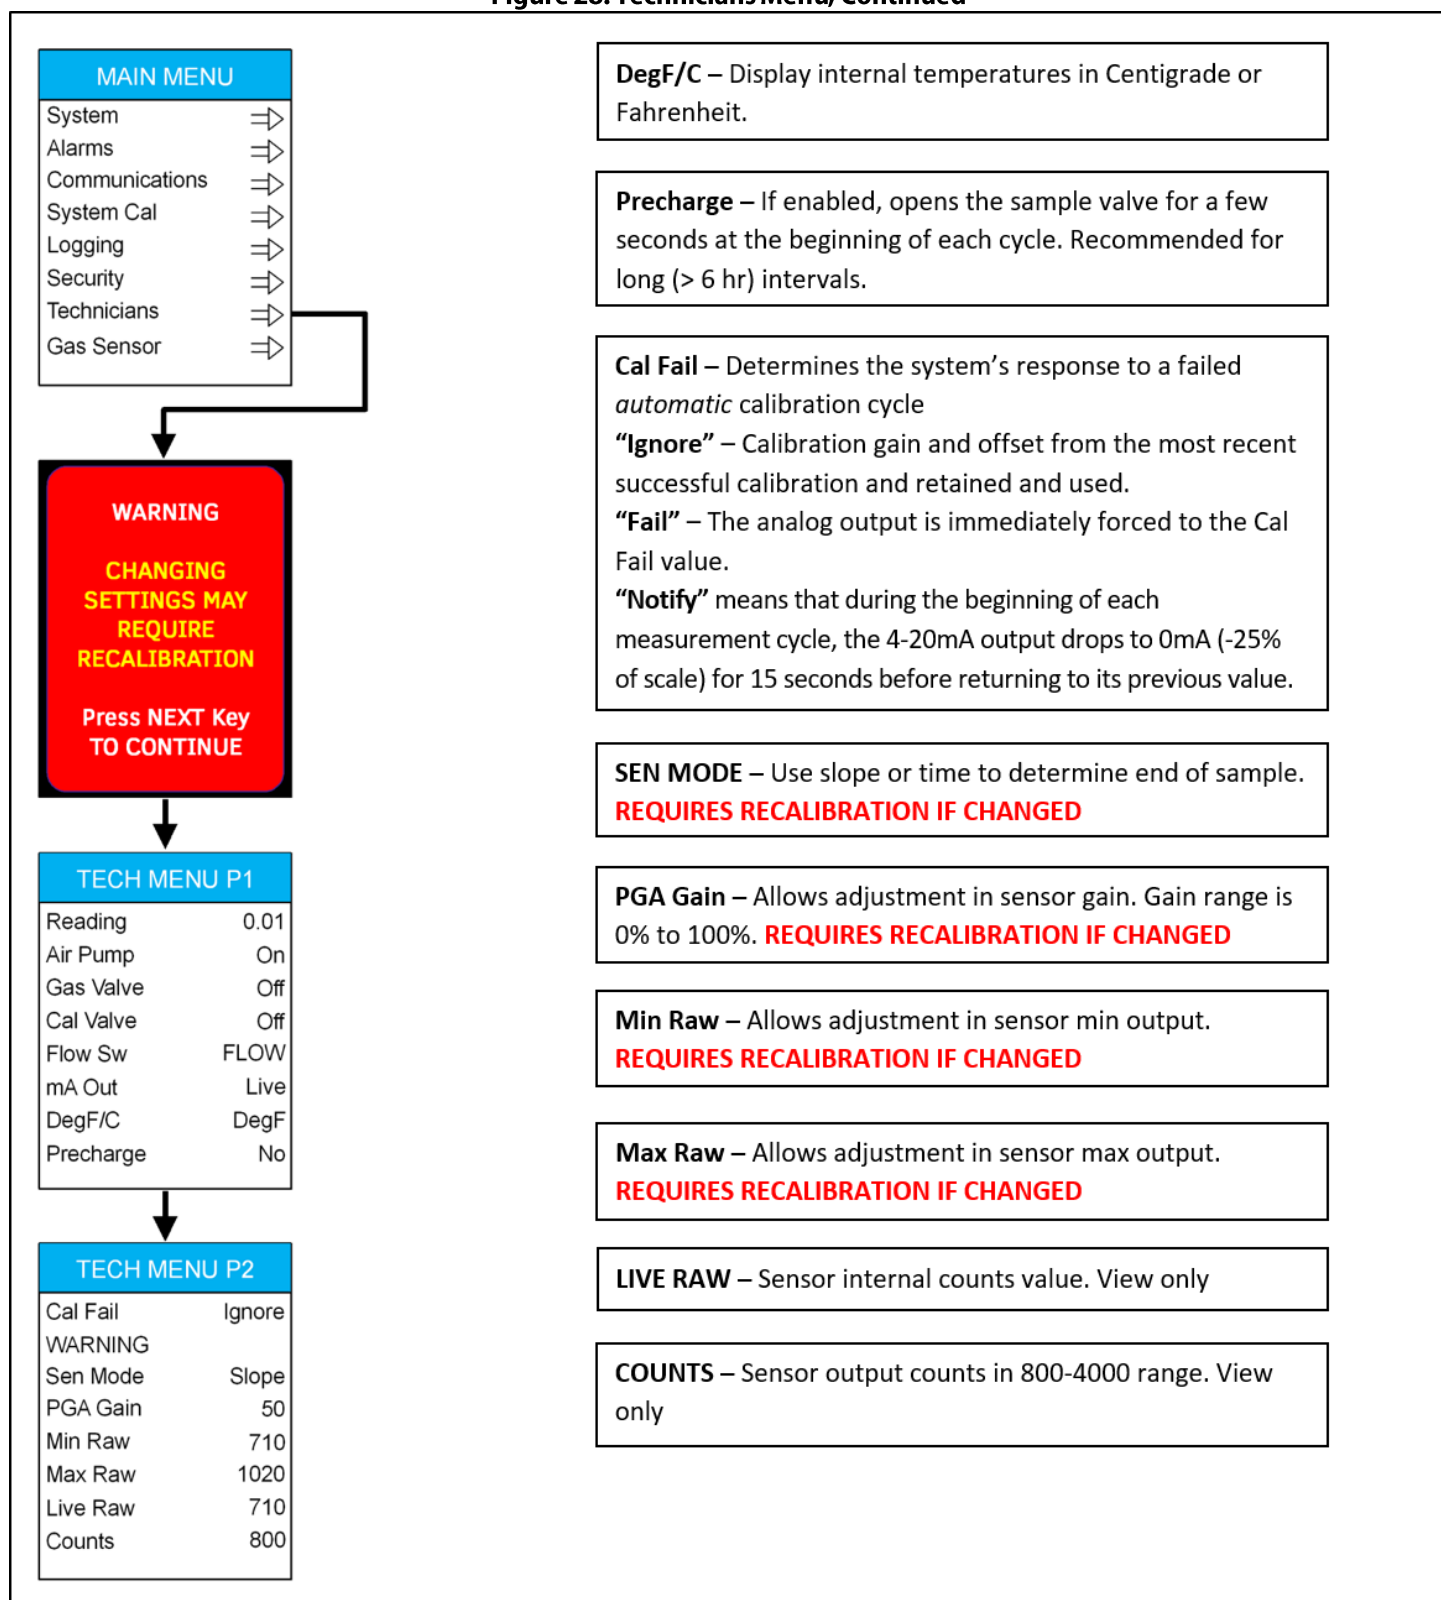 Figure 28. Technicians Menu, Continued
MAIN MENU
System
Alarms
Communications
System Cal
Logging
Security
Technicians
Gas Sensor
WARNING
CHANGING
SETTINGS MAY
REQUIRE
RECALIBRATION
Press NEXT Key
TO CONTINUE
TECH MENU P1
Reading 0.01
Air Pump On
Gas Valve Off
Cal Valve Off
Flow Sw FLOW
mA Out Live
DegF/C DegF
Precharge No
TECH MENU P2
Cal Fail Ignore
WARNING
Sen Mode Slope
PGA Gain 50
Min Raw 710
Max Raw 1020
Live Raw 710
Counts 800
DegF/C – Display internal temperatures in Centigrade or
Fahrenheit.
Precharge – If enabled, opens the sample valve for a few
seconds at the beginning of each cycle. Recommended for
long (> 6 hr) intervals.
Cal Fail – Determines the system’s response to a failed
automatic calibration cycle
“Ignore” – Calibration gain and offset from the most recent
successful calibration and retained and used.
“Fail” – The analog output is immediately forced to the Cal
Fail value.
“Notify” means that during the beginning of each
measurement cycle, the 4-20mA output drops to 0mA (-25%
of scale) for 15 seconds before returning to its previous value.
SEN MODE – Use slope or time to determine end of sample.
REQUIRES RECALIBRATION IF CHANGED
PGA Gain – Allows adjustment in sensor gain. Gain range is
0% to 100%. REQUIRES RECALIBRATION IF CHANGED
Min Raw – Allows adjustment in sensor min output.
REQUIRES RECALIBRATION IF CHANGED
Max Raw – Allows adjustment in sensor max output.
REQUIRES RECALIBRATION IF CHANGED
LIVE RAW – Sensor internal counts value. View only
COUNTS – Sensor output counts in 800-4000 range. View
only